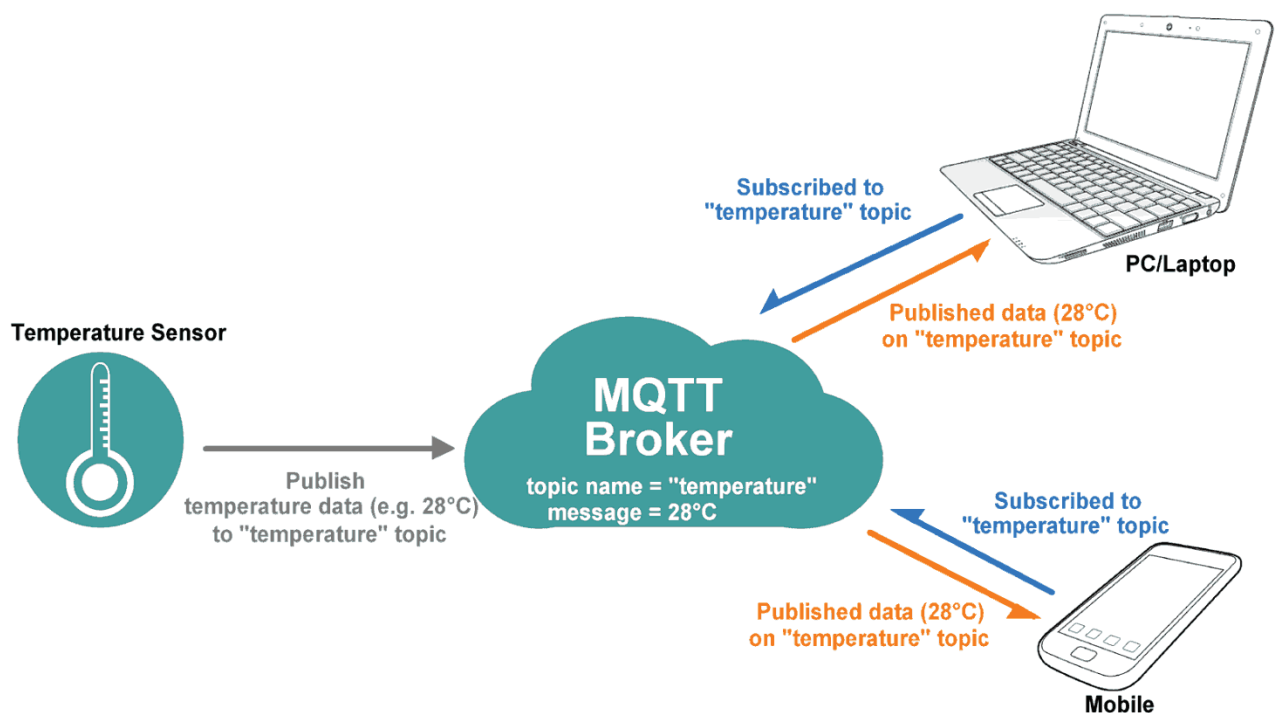 Subscribed to
"temperature" topic
PC/Laptop
Published data (28°C)
on "temperature" topic
Temperature Sensor
Publish
temperature data (e.g. 28°C)
to "temperature" topic
MQTT
Broker
topic name = "temperature"
message = 28°C
Subscribed to
"temperature" topic
Published data (28°C)
on "temperature" topic
Mobile